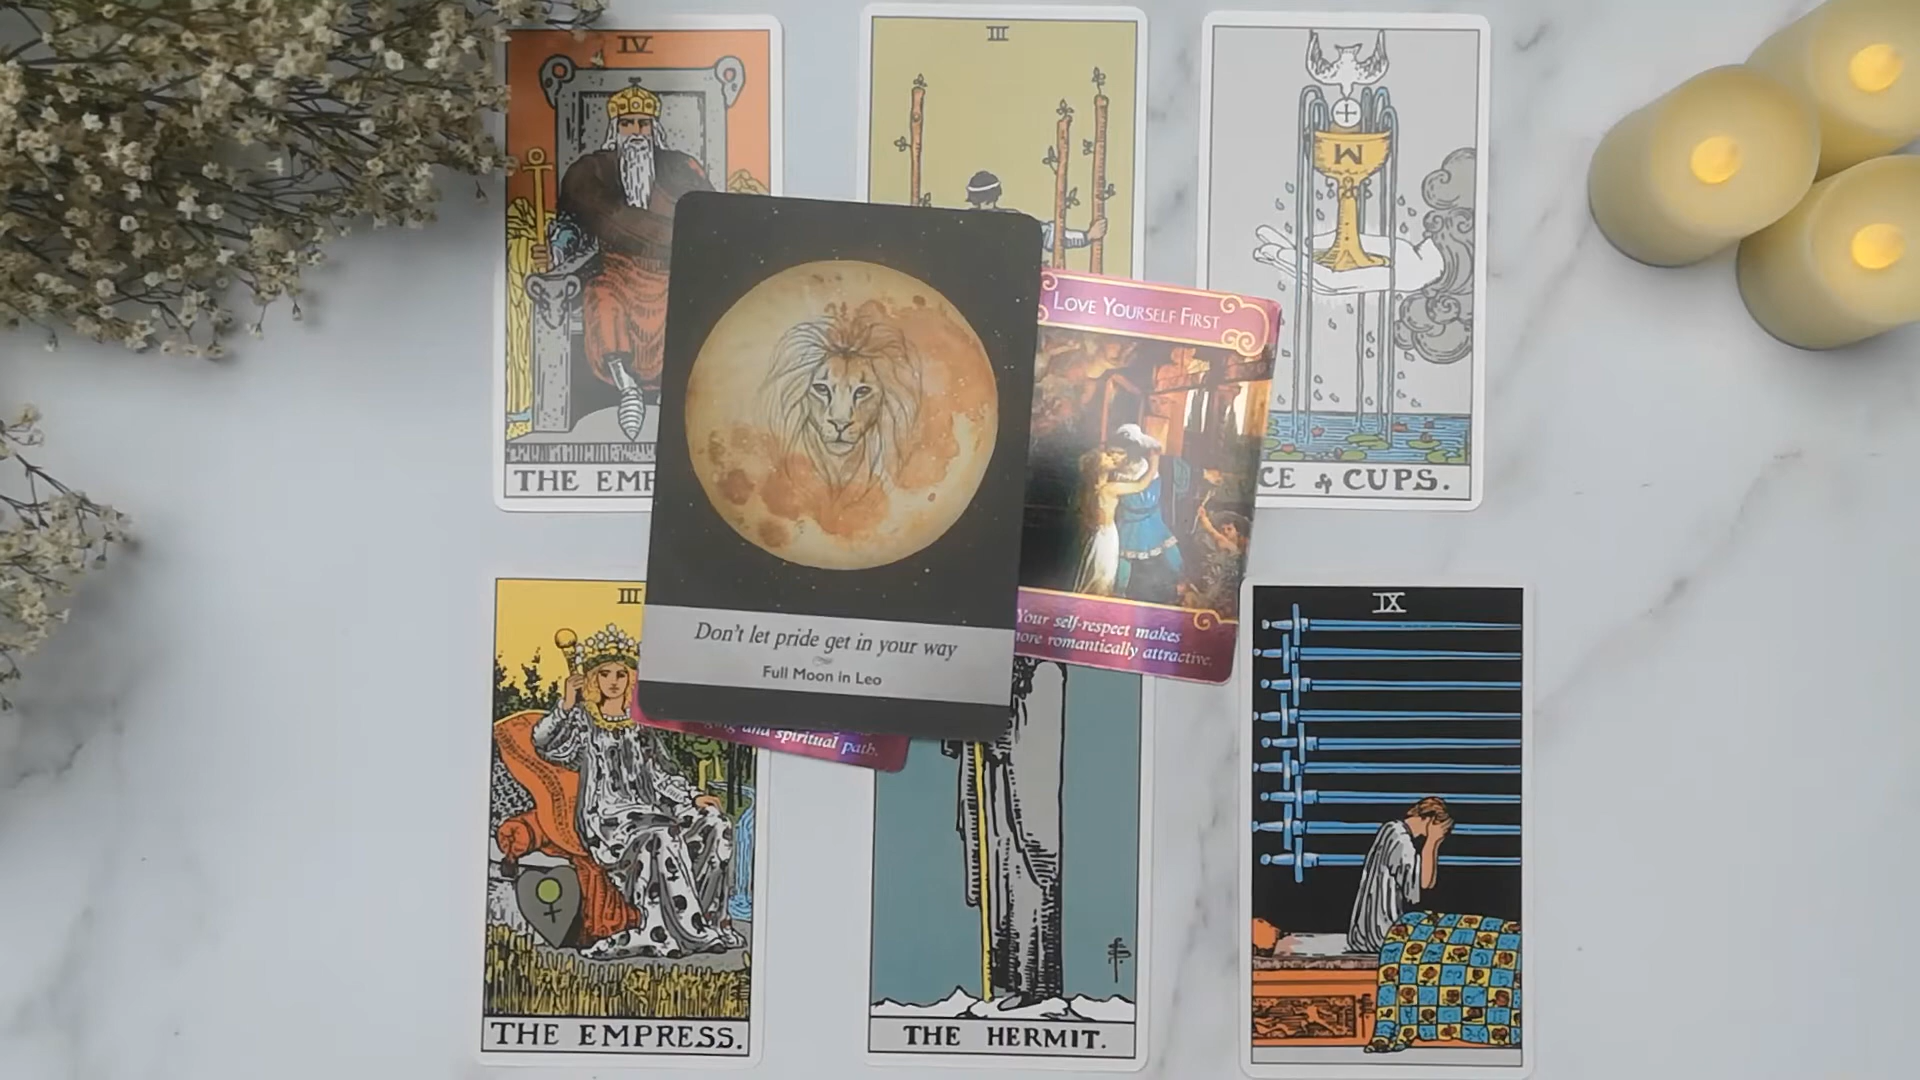 IV
III
THE EMP
CE & CUPS.
LOVE YOURSELF FIRST
Your self-respect makes
more romantically attractive.
Don't let pride get in your way
Full Moon in Leo
and spiritual path.
III
IX
THE EMPRESS.
THE HERMIT.